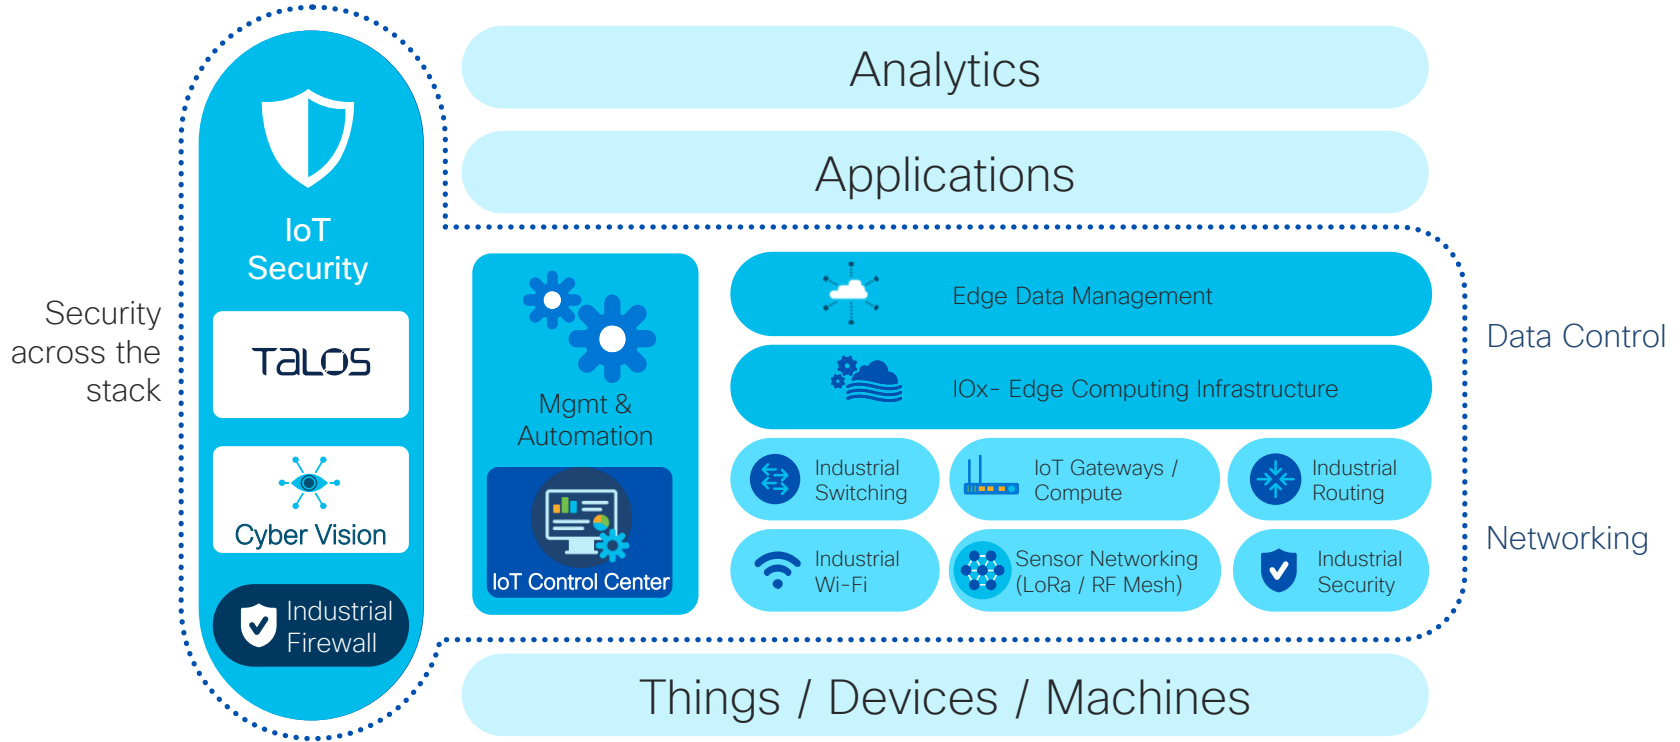 Security
across the
stack
IoT
Security
TALOS
Cyber Vision
Industrial
Firewall
Analytics
Applications
Mgmt &
Automation
IoT Control Center
Edge Data Management
IOx- Edge Computing Infrastructure
Industrial
Switching
IoT Gateways /
Compute
Industrial
Routing
Industrial
Wi-Fi
Sensor Networking
(LoRa / RF Mesh)
Industrial
Security
Data Control
Networking
Things / Devices / Machines